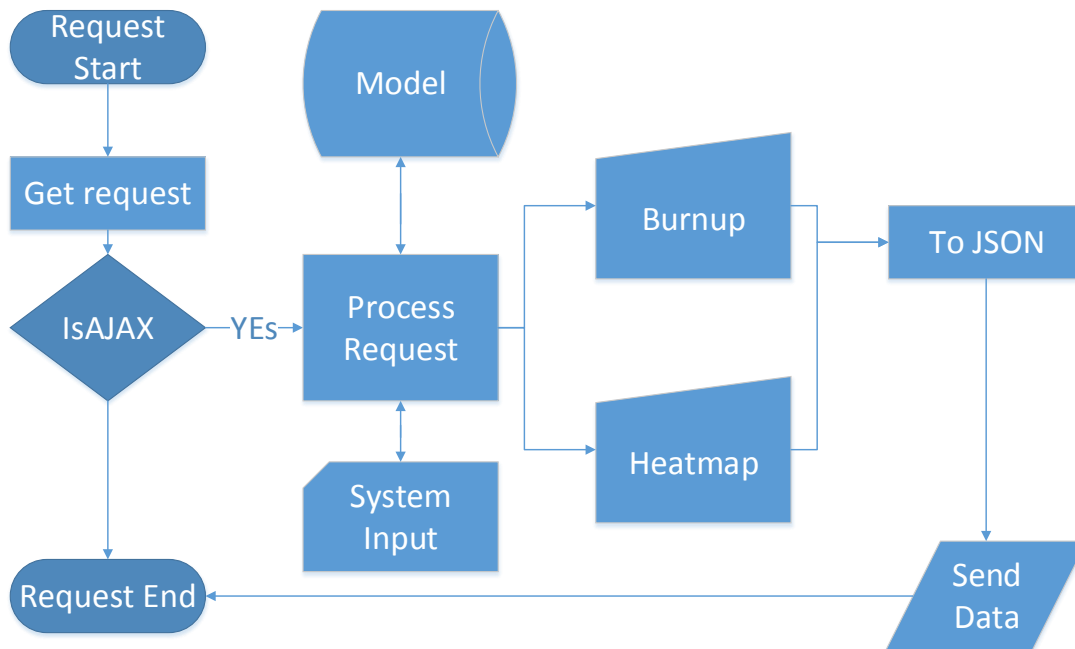 Request
Start
Model
Get request
Burnup
To JSON
IsAJAX
YEs
Process
Request
Heatmap
System
Input
Request End
Send
Data